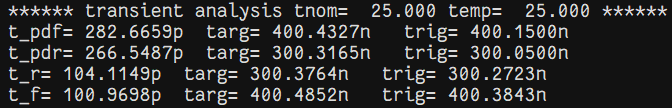 ****** transient analysis tnom=  25.000 temp=  25.000 ******
t_pdf= 282.6659p  targ= 400.4327n   trig= 400.1500n
t_pdr= 266.5487p  targ= 300.3165n   trig= 300.0500n
t_r= 104.1149p  targ= 300.3764n   trig= 300.2723n
t_f= 100.9698p  targ= 400.4852n   trig= 400.3843n